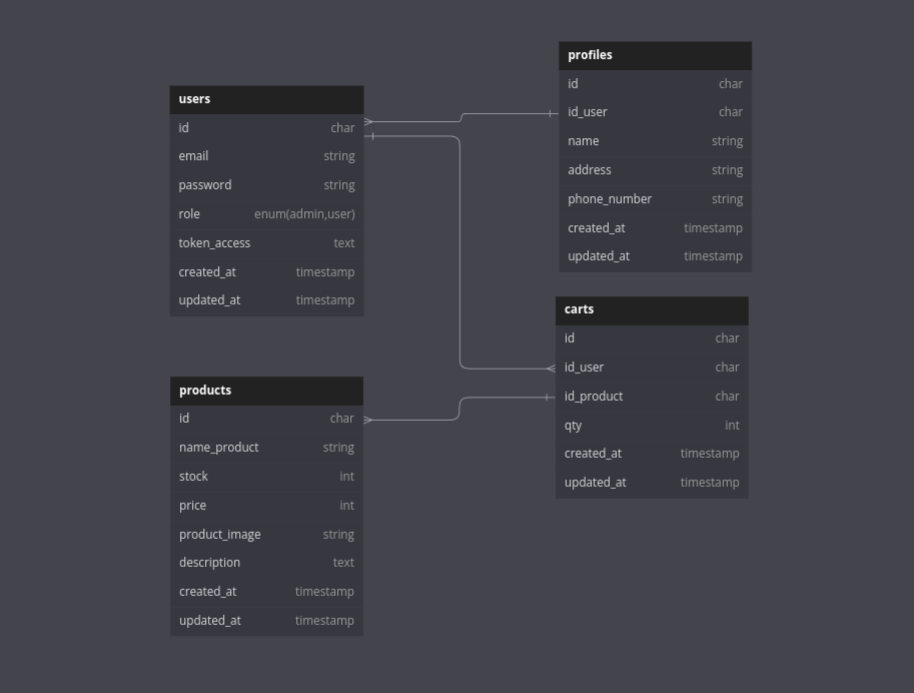 users
id char
email string
password string
role enum(admin,user)
token_access text
created_at timestamp
updated_at timestamp
profiles
id char
id_user char
name string
address string
phone_number string
created_at timestamp
updated_at timestamp
products
id char
name_product string
stock int
price int
product_image string
description text
created_at timestamp
updated_at timestamp
carts
id char
id_user char
id_product char
qty int
created_at timestamp
updated_at timestamp